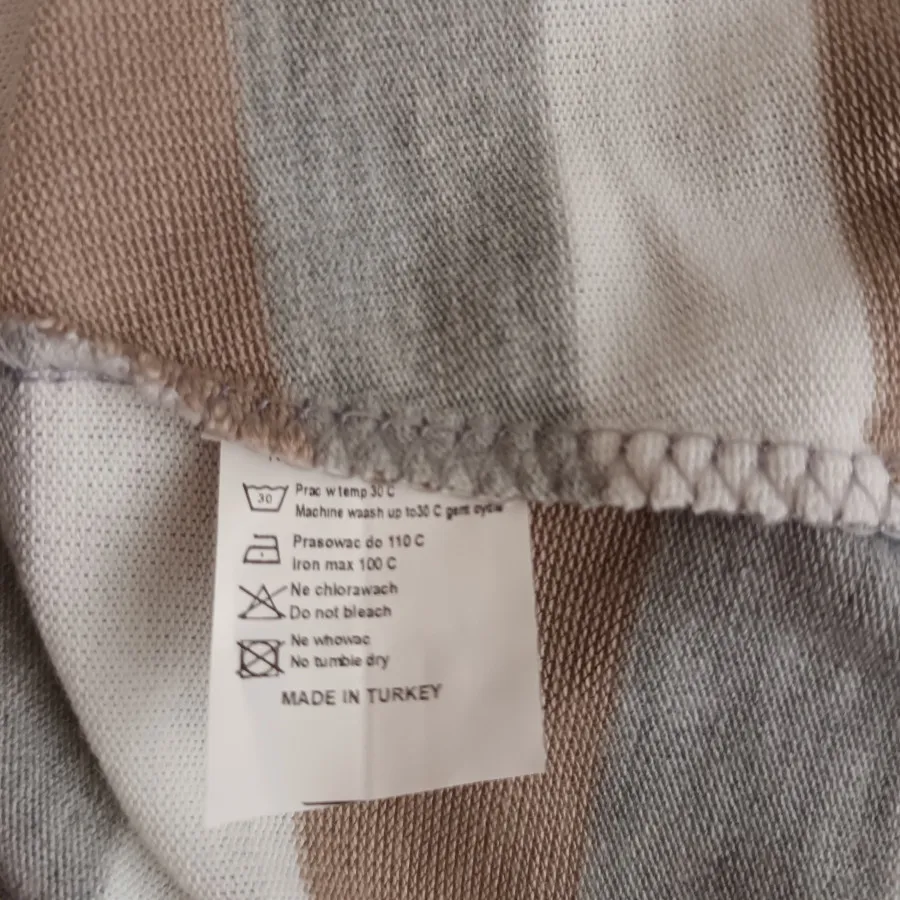 30
Prac w temp 30 C
Machine waash up to30 C gent cycle
Prasowac do 110 C
Iron max 100 C
Ne chlorawach
Do not bleach
Ne whowac
No tumble dry
MADE IN TURKEY